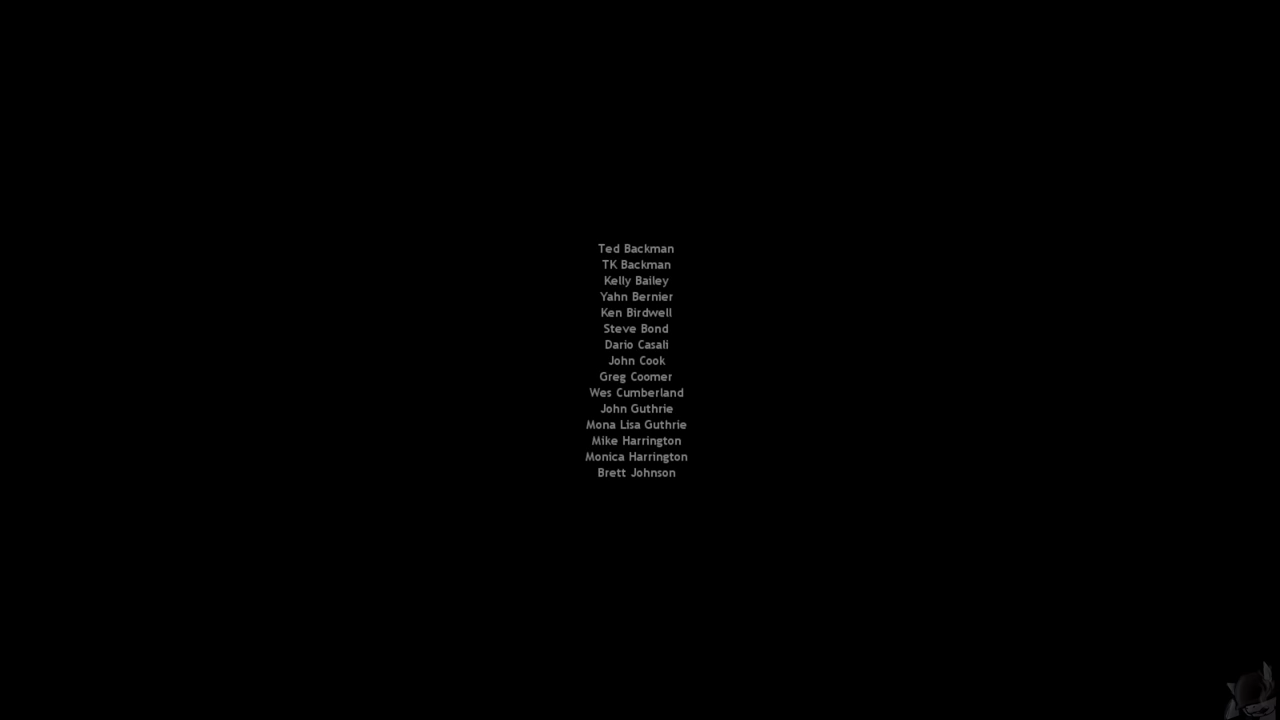 Ted Backman
TK Backman
Kelly Bailey
Yahn Bernier
Ken Birdwell
Steve Bond
Dario Casali
John Cook
Greg Coomer
Wes Cumberland
John Guthrie
Mona Lisa Guthrie
Mike Harrington
Monica Harrington
Brett Johnson